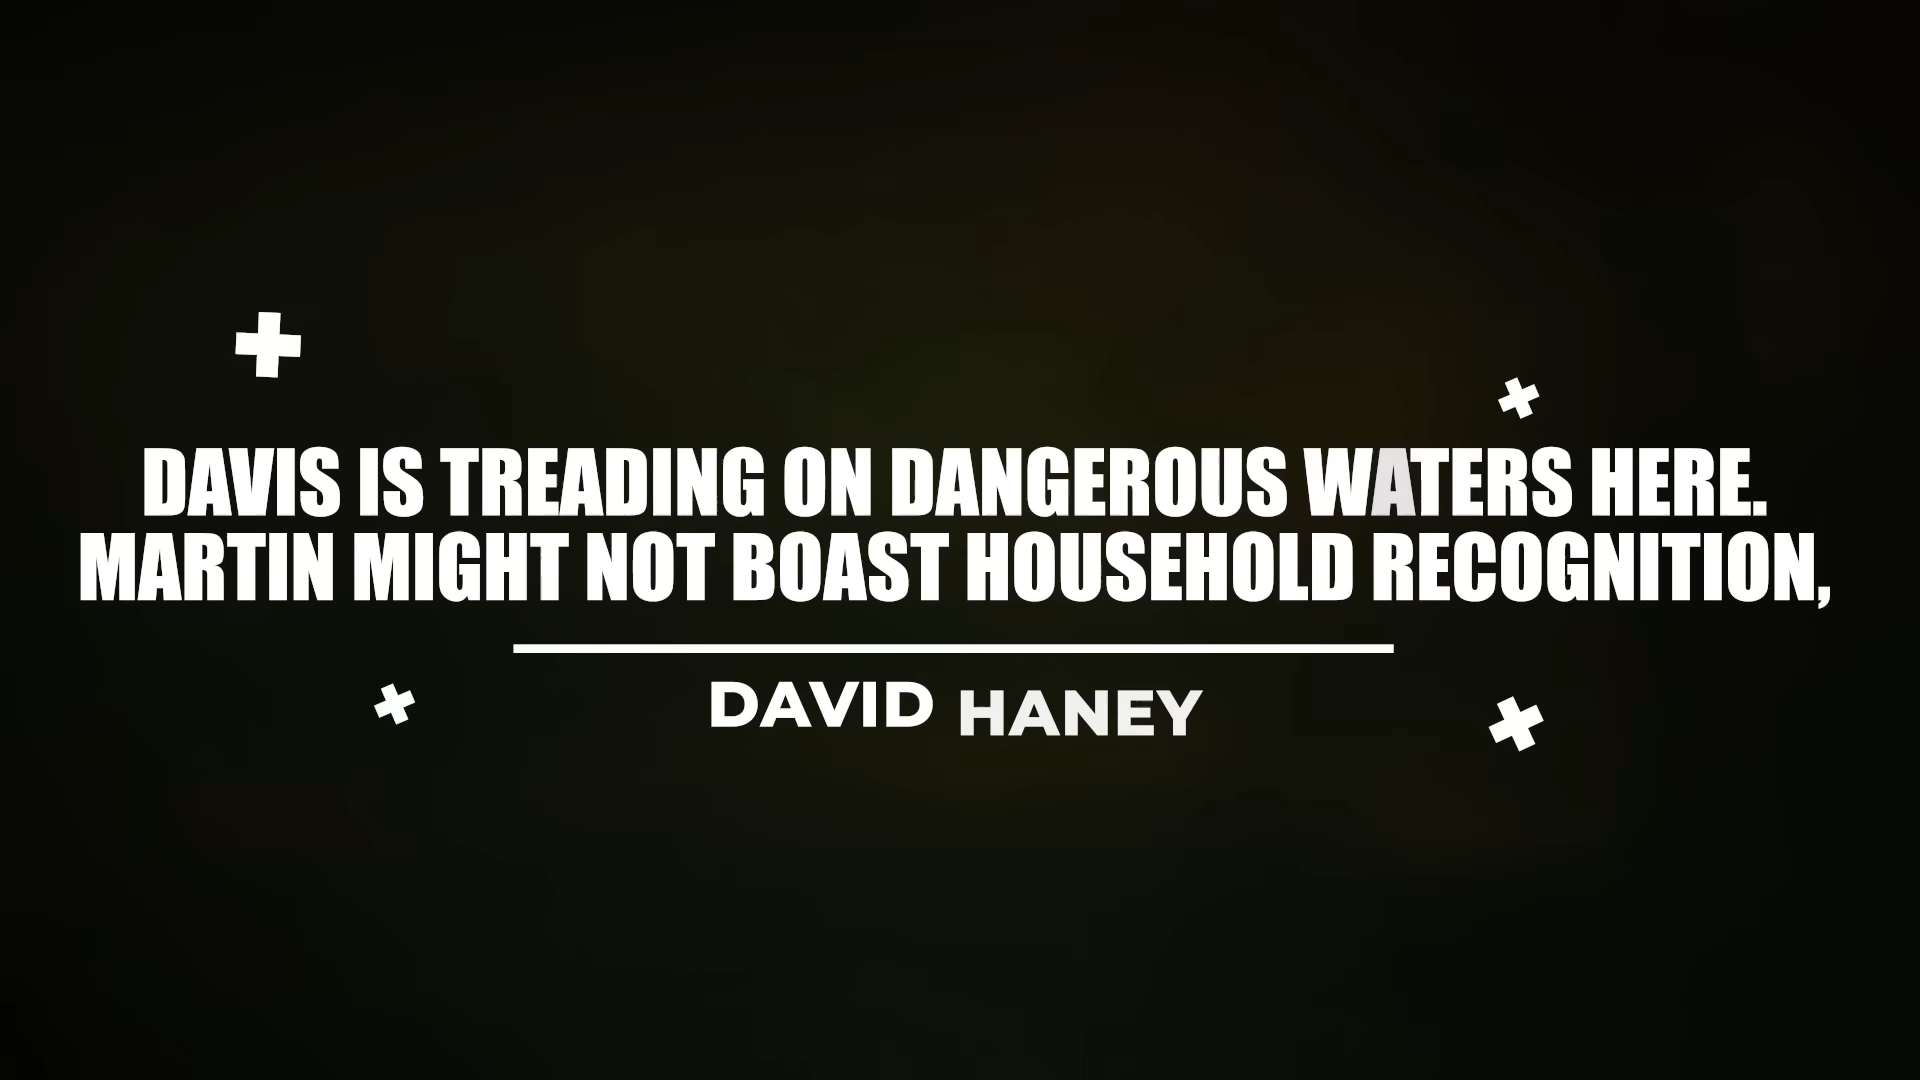 DAVIS IS TREADING ON DANGEROUS WATERS HERE.
MARTIN MIGHT NOT BOAST HOUSEHOLD RECOGNITION,
DAVID HANEY